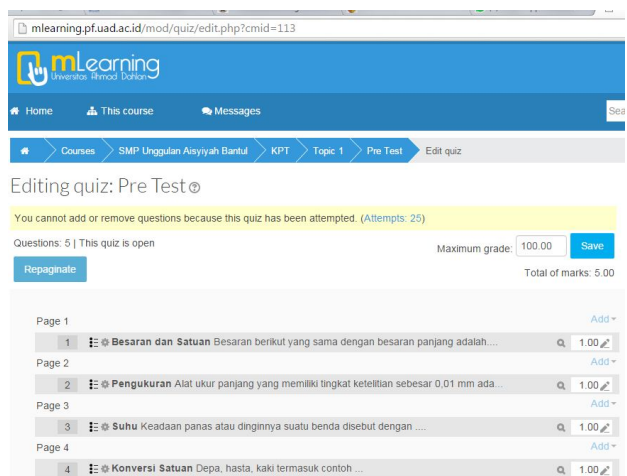 mlearning.pf.uad.ac.id/mod/quiz/edit.php?cmid=113
mLearning
Universitas Ahmad Dahlan
Home This course Messages Sea
Courses SMP Unggulan Aisyiyah Bantul KPT Topic 1 Pre Test Edit quiz
Editing quiz: Pre Test
You cannot add or remove questions because this quiz has been attempted. (Attempts: 25)
Questions: 5 | This quiz is open Maximum grade: 100.00 Save
Repaginate Total of marks: 5.00
Page 1 Add
1 Besaran dan Satuan Besaran berikut yang sama dengan besaran panjang adalah.... 1.00
Page 2 Add
2 Pengukuran Alat ukur panjang yang memiliki tingkat ketelitian sebesar 0,01 mm ada... 1.00
Page 3 Add
3 Suhu Keadaan panas atau dinginnya suatu benda disebut dengan .... 1.00
Page 4 Add
4 Konversi Satuan Depa, hasta, kaki termasuk contoh ... 1.00